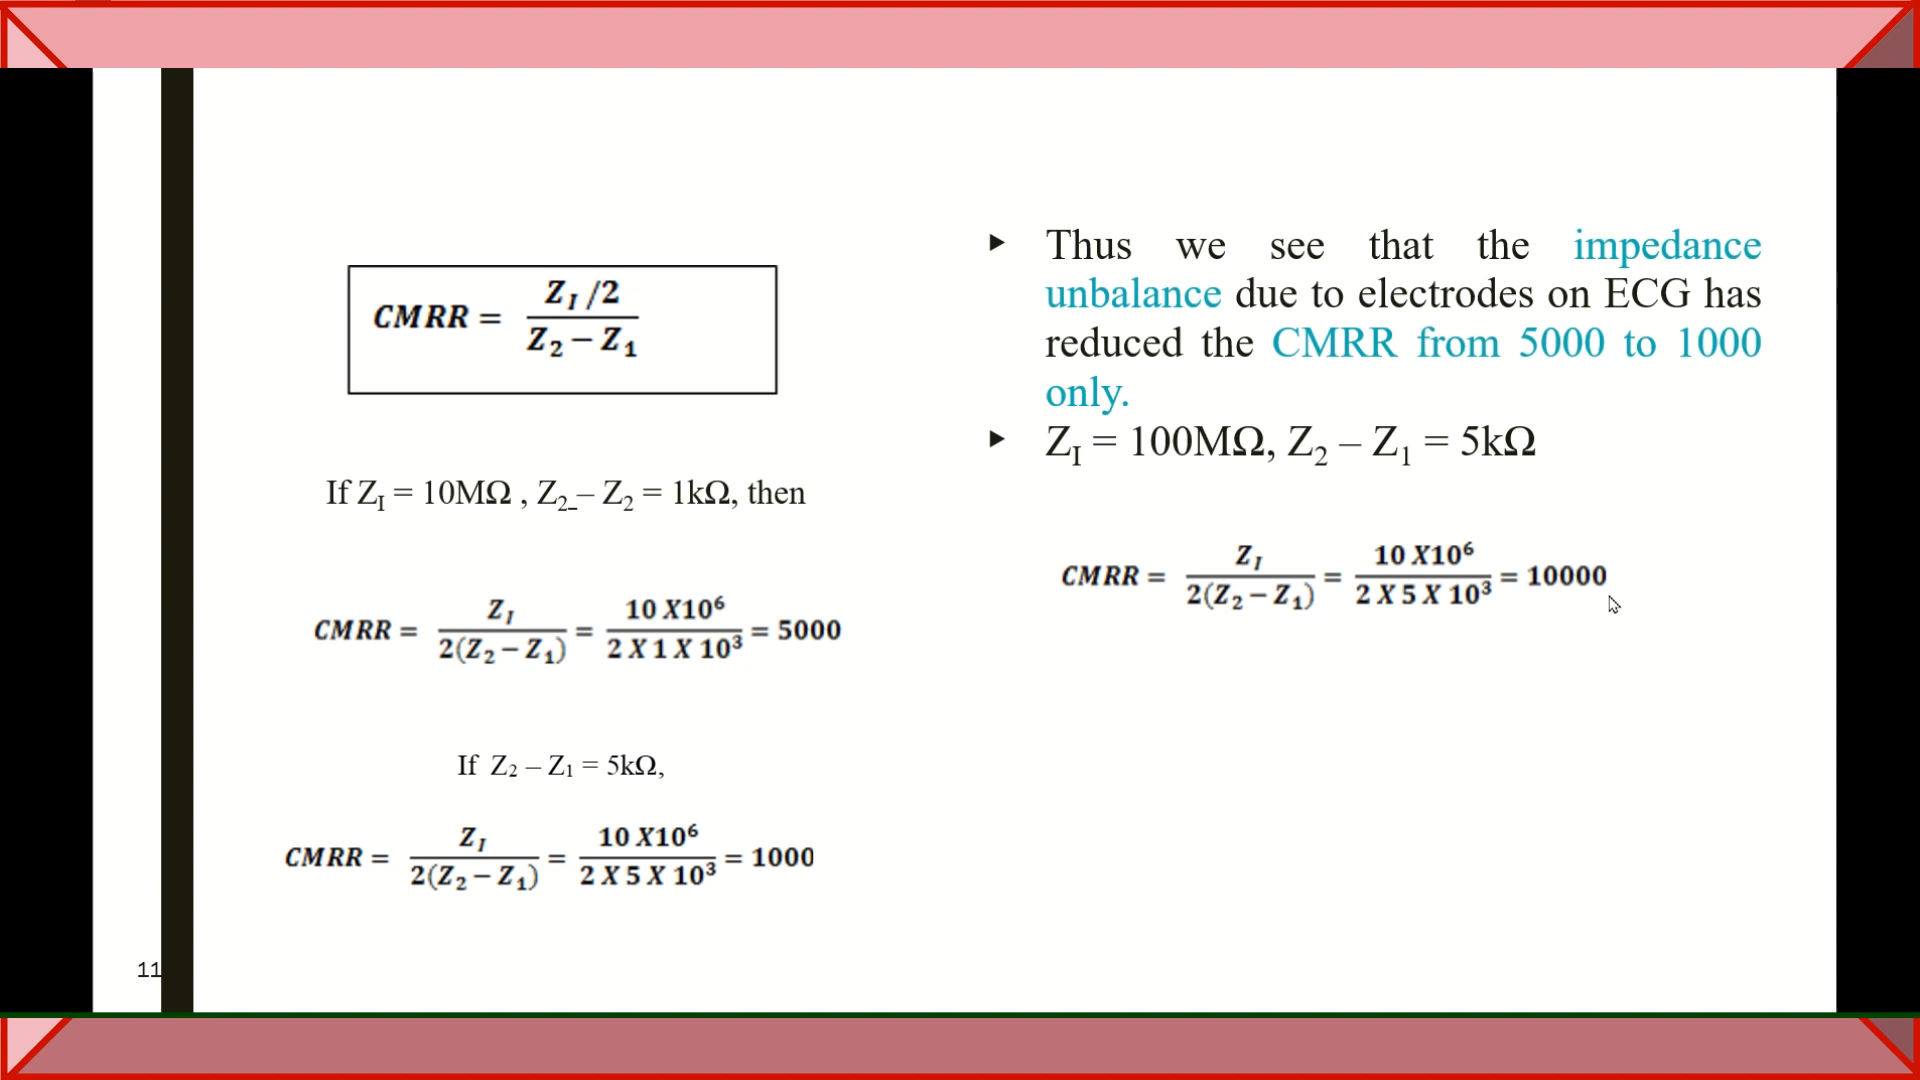 CMRR = Z_I /2 / Z_2 − Z_1
If Z_I = 10MΩ , Z_2 – Z_2 = 1kΩ, then
CMRR = Z_I / 2(Z_2 − Z_1) = 10 X10^6 / 2 X 1 X 10^3 = 5000
If Z_2 – Z_1 = 5kΩ,
CMRR = Z_I / 2(Z_2 − Z_1) = 10 X10^6 / 2 X 5 X 10^3 = 1000
▶ Thus we see that the impedance
unbalance due to electrodes on ECG has
reduced the CMRR from 5000 to 1000
only.
▶ Z_I = 100MΩ, Z_2 – Z_1 = 5kΩ
CMRR = Z_I / 2(Z_2 − Z_1) = 10 X10^6 / 2 X 5 X 10^3 = 10000
11